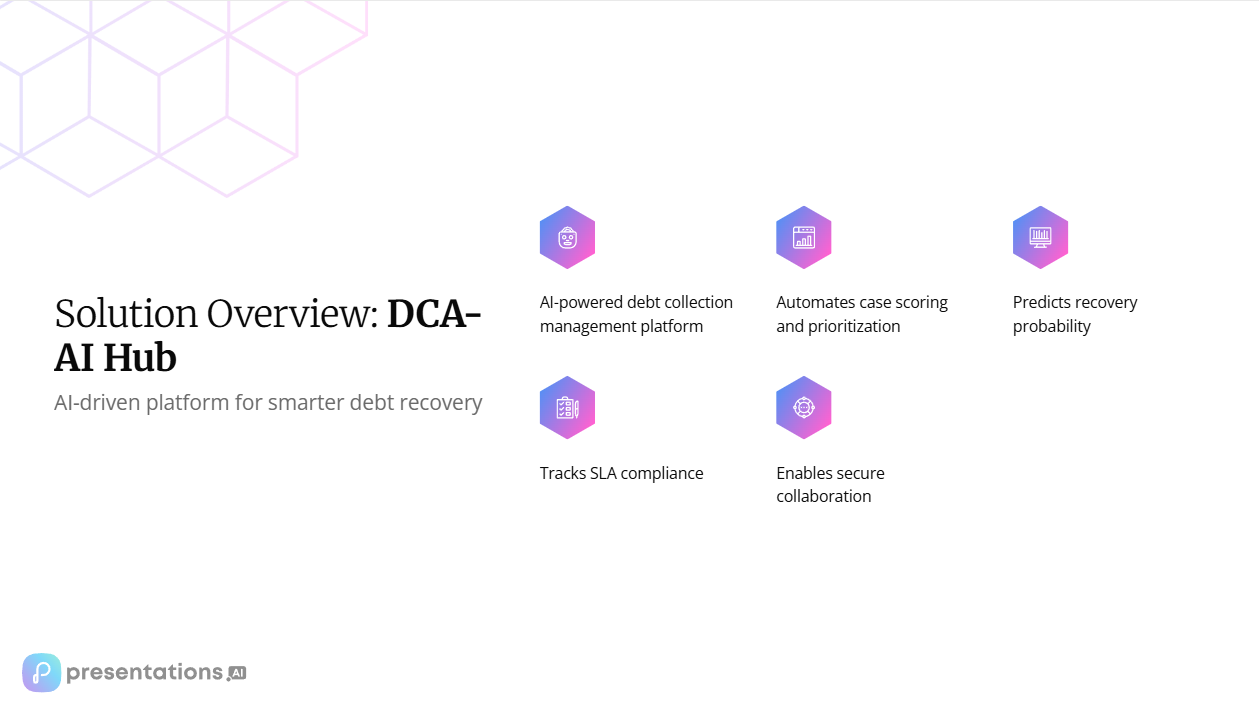 Solution Overview: DCA-
AI Hub
AI-driven platform for smarter debt recovery
AI-powered debt collection
management platform
Automates case scoring
and prioritization
Predicts recovery
probability
Tracks SLA compliance
Enables secure
collaboration
presentations.AI